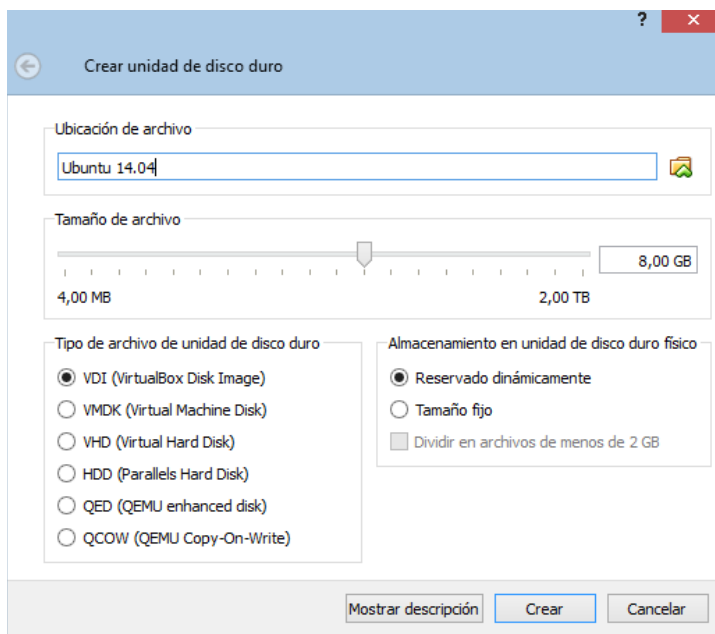 ?
Crear unidad de disco duro
Ubicación de archivo
Ubuntu 14.04
Tamaño de archivo
8,00 GB
4,00 MB 2,00 TB
Tipo de archivo de unidad de disco duro
VDI (VirtualBox Disk Image)
VMDK (Virtual Machine Disk)
VHD (Virtual Hard Disk)
HDD (Parallels Hard Disk)
QED (QEMU enhanced disk)
QCOW (QEMU Copy-On-Write)
Almacenamiento en unidad de disco duro físico
Reservado dinámicamente
Tamaño fijo
Dividir en archivos de menos de 2 GB
Mostrar descripción Crear Cancelar